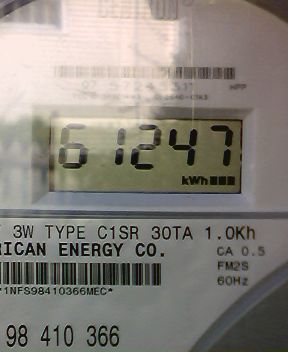 61247
kWh
3W TYPE C1SR 30TA 1.0Kh
RICAN ENERGY CO.
CA 0.5
FM2S
60Hz
*1NFS98410366MEC*
98 410 366